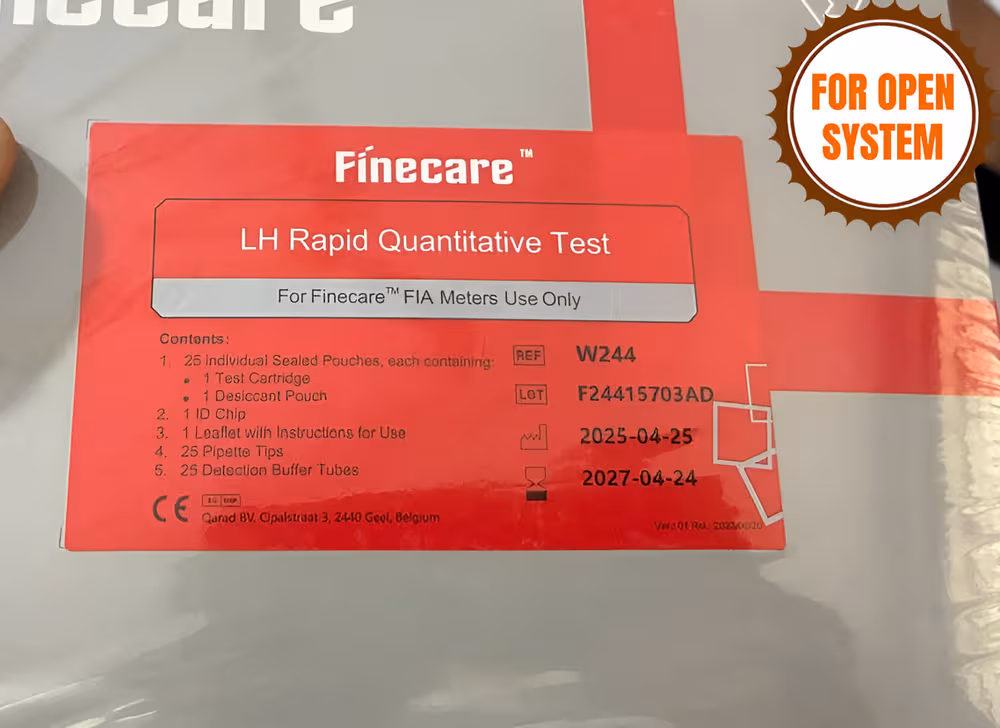 Finecare
FOR OPEN
SYSTEM
Finecare™
LH Rapid Quantitative Test
For Finecare™ FIA Meters Use Only
Contents:
1. 25 Individual Sealed Pouches, each containing:
• 1 Test Cartridge
• 1 Desiccant Pouch
2. 1 ID Chip
3. 1 Leaflet with Instructions for Use
4. 25 Pipette Tips
5. 25 Detection Buffer Tubes
REF W244
LOT F24415703AD
2025-04-25
2027-04-24
CE
EC REP
Qarad BV, Cipalstraat 3, 2440 Geel, Belgium